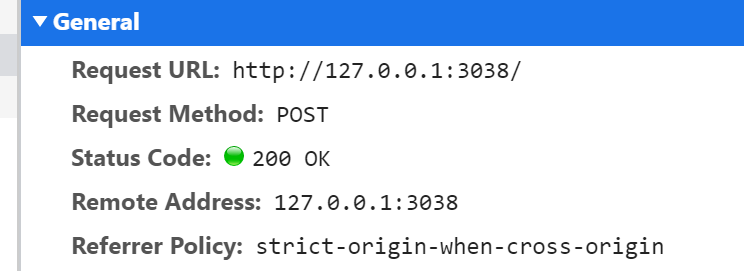 General
Request URL: http://127.0.0.1:3038/
Request Method: POST
Status Code: 200 OK
Remote Address: 127.0.0.1:3038
Referrer Policy: strict-origin-when-cross-origin